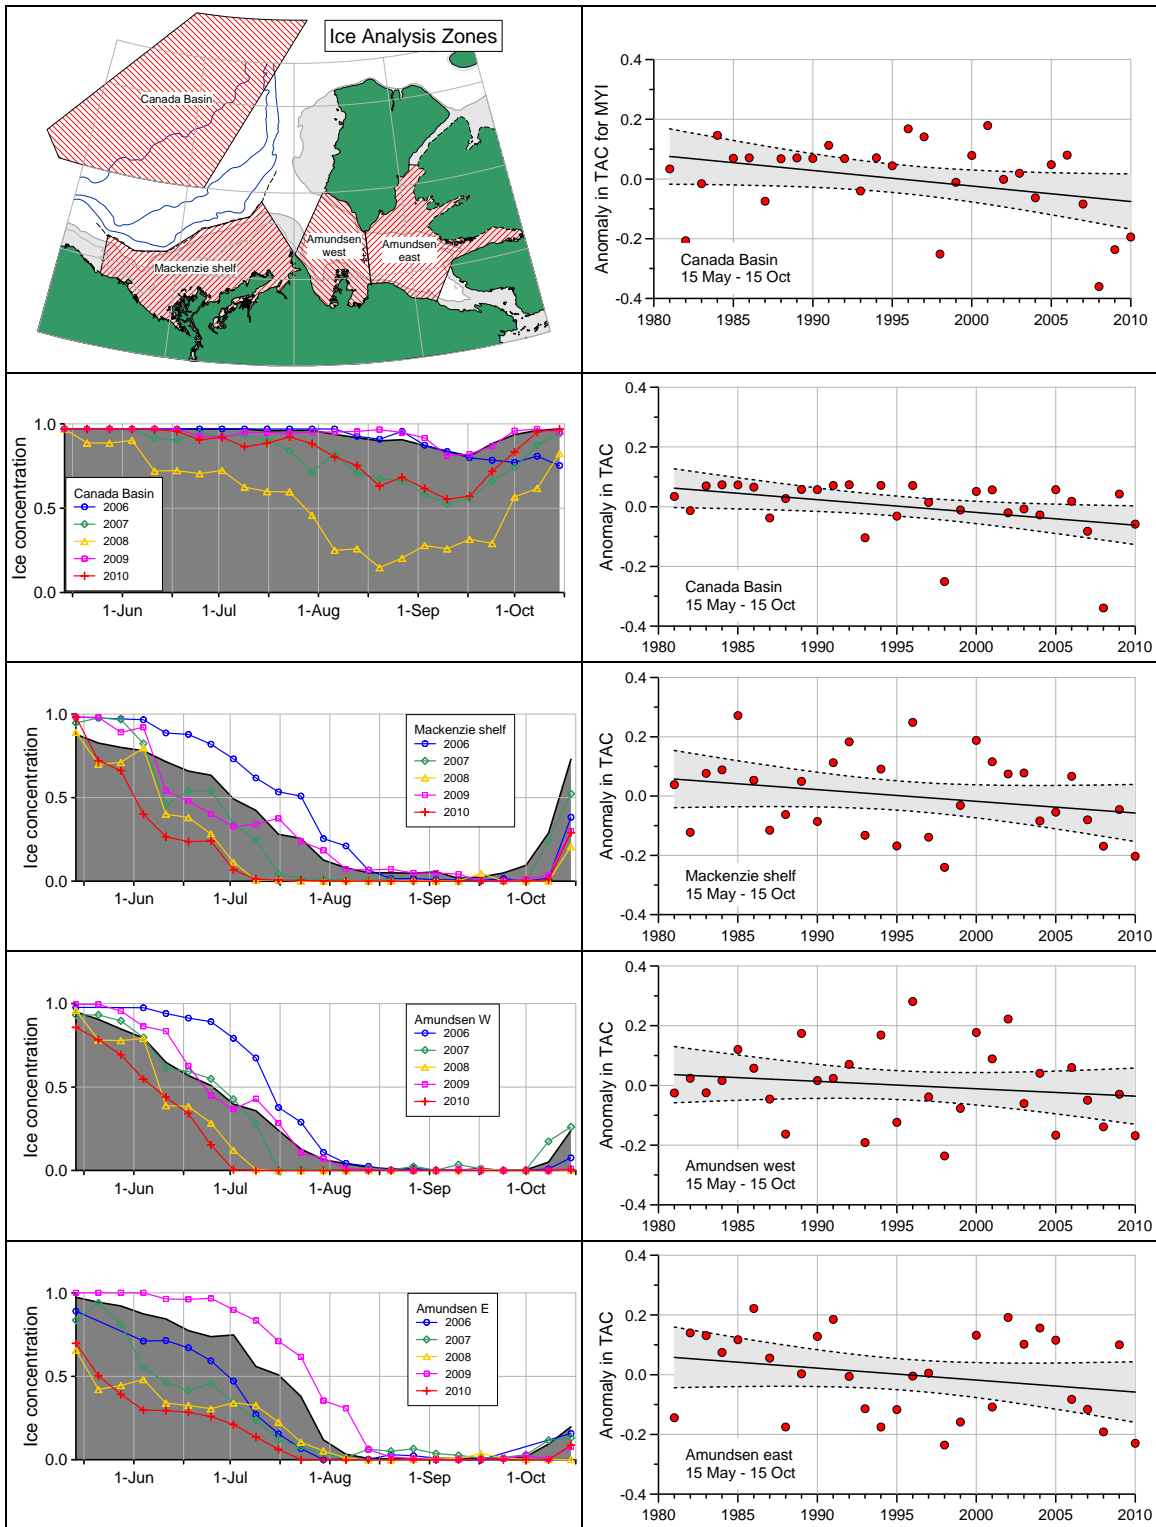 Ice Analysis Zones
Canada Basin
Amundsen
west
Amundsen
east
Mackenzie shelf
Anomaly in TAC for MYI
0.4
0.2
0.0
-0.2
-0.4
Canada Basin
15 May - 15 Oct
1980 1985 1990 1995 2000 2005 2010
Ice concentration
1.0
0.5
0.0
Canada Basin
2006
2007
2008
2009
2010
1-Jun 1-Jul 1-Aug 1-Sep 1-Oct
Anomaly in TAC
0.4
0.2
0.0
-0.2
-0.4
Canada Basin
15 May - 15 Oct
1980 1985 1990 1995 2000 2005 2010
Ice concentration
1.0
0.5
0.0
Mackenzie shelf
2006
2007
2008
2009
2010
1-Jun 1-Jul 1-Aug 1-Sep 1-Oct
Anomaly in TAC
0.4
0.2
0.0
-0.2
-0.4
Mackenzie shelf
15 May - 15 Oct
1980 1985 1990 1995 2000 2005 2010
Ice concentration
1.0
0.5
0.0
Amundsen W
2006
2007
2008
2009
2010
1-Jun 1-Jul 1-Aug 1-Sep 1-Oct
Anomaly in TAC
0.4
0.2
0.0
-0.2
-0.4
Amundsen west
15 May - 15 Oct
1980 1985 1990 1995 2000 2005 2010
Ice concentration
1.0
0.5
0.0
Amundsen E
2006
2007
2008
2009
2010
1-Jun 1-Jul 1-Aug 1-Sep 1-Oct
Anomaly in TAC
0.4
0.2
0.0
-0.2
-0.4
Amundsen east
15 May - 15 Oct
1980 1985 1990 1995 2000 2005 2010